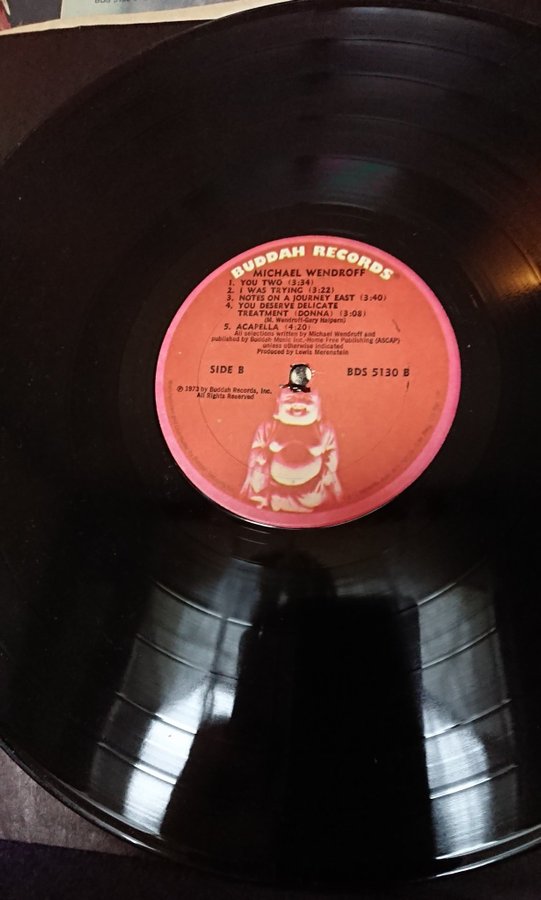 BUDDAH RECORDS
MICHAEL WENDROFF
1. YOU TWO (3:34)
2. I WAS TRYING (3:22)
3. NOTES ON A JOURNEY EAST (3:40)
4. YOU DESERVE DELICATE
TREATMENT (DONNA) (3:08)
(M. Wendroff-Gary Halpern)
5. ACAPELLA (4:20)
All selections written by Michael Wendroff and
published by Buddah Music Inc.-Home Free Publishing (ASCAP)
unless otherwise indicated
Produced by Lewis Merenstein
SIDE B
BDS 5130 B
℗ 1973 by Buddah Records, Inc.
All Rights Reserved